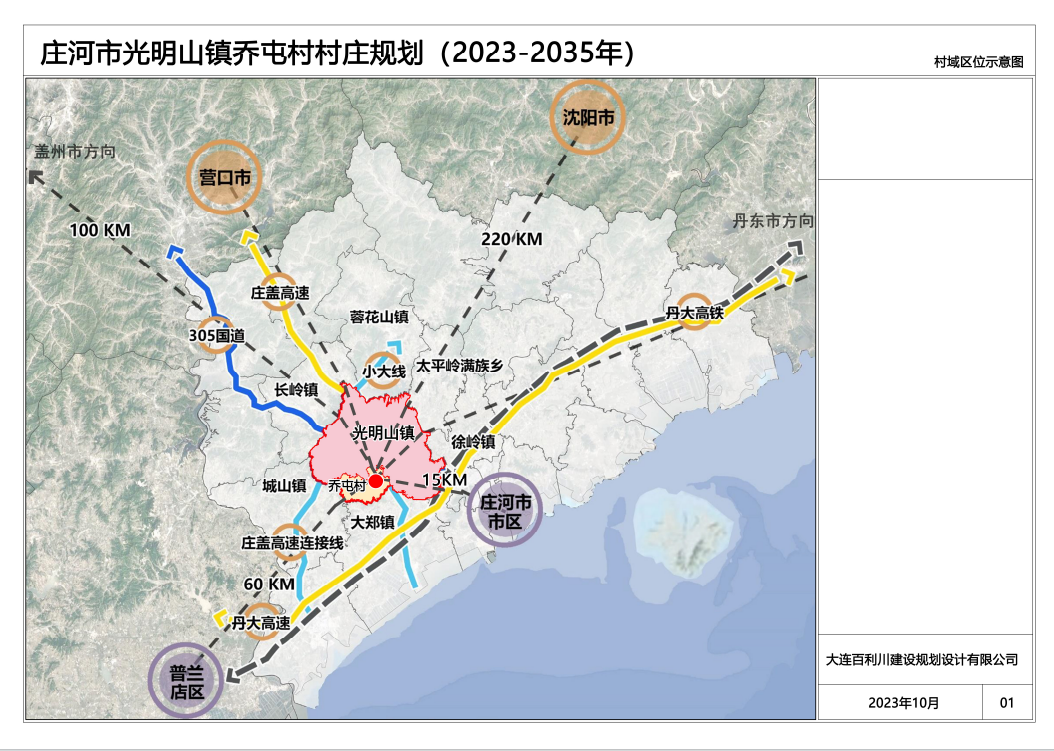 庄河市光明山镇乔屯村村庄规划（2023-2035年）
村域区位示意图
沈阳市
盖州市方向
营口市
丹东市方向
100 KM
220 KM
庄盖高速
丹大高铁
蓉花山镇
305国道
小大线
太平岭满族乡
长岭镇
光明山镇
徐岭镇
15KM
城山镇
乔屯村
庄河市
市区
大郑镇
庄盖高速连接线
60 KM
丹大高速
普兰
店区
大连百利川建设规划设计有限公司
2023年10月
01